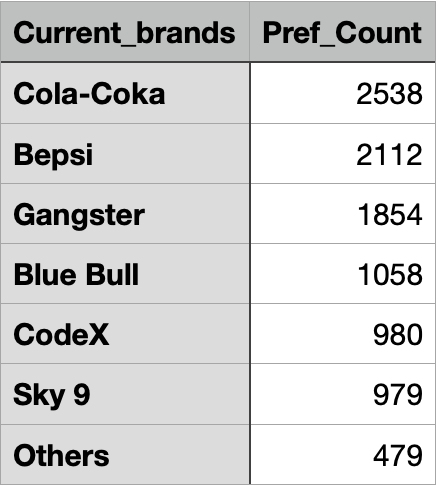 Current_brands Pref_Count
Cola-Coka 2538
Bepsi 2112
Gangster 1854
Blue Bull 1058
CodeX 980
Sky 9 979
Others 479